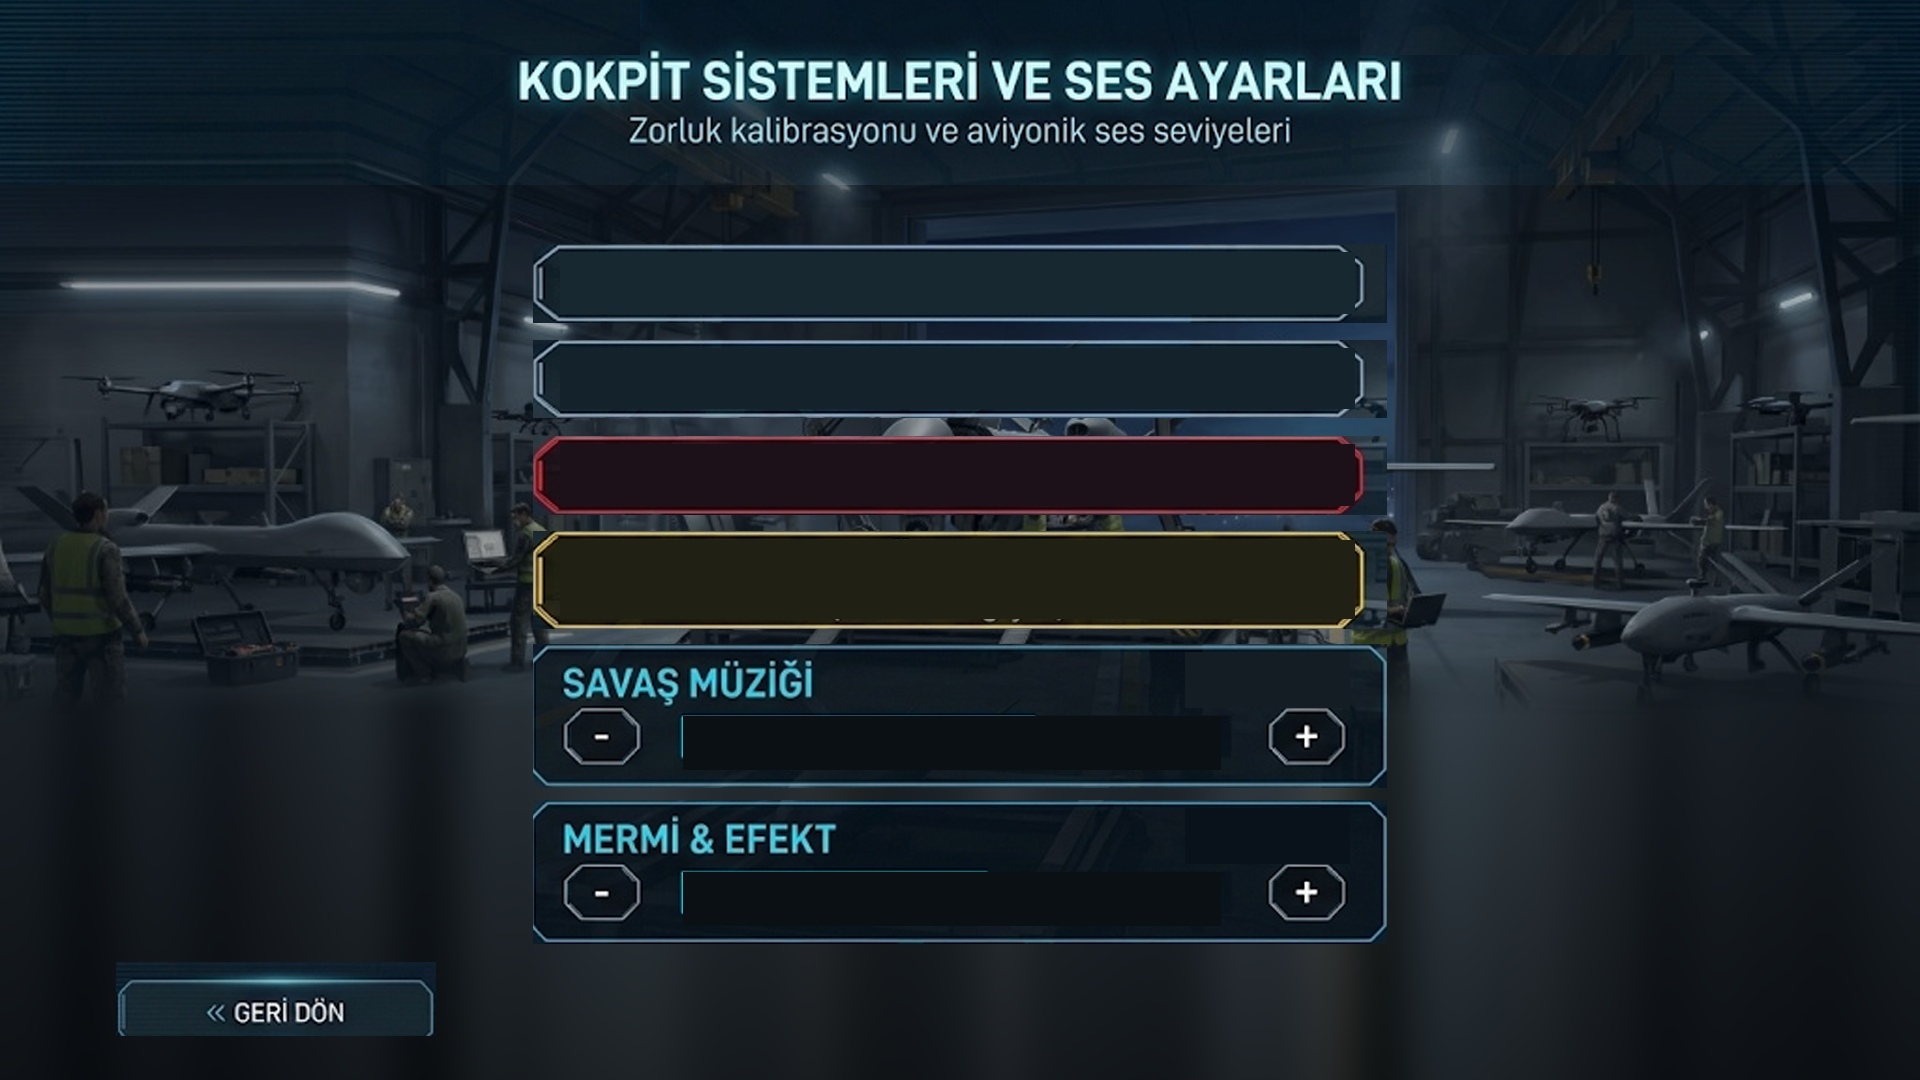 KOKPİT SİSTEMLERİ VE SES AYARLARI
Zorluk kalibrasyonu ve aviyonik ses seviyeleri
SAVAŞ MÜZİĞİ
- +
MERMİ & EFEKT
- +
« GERİ DÖN